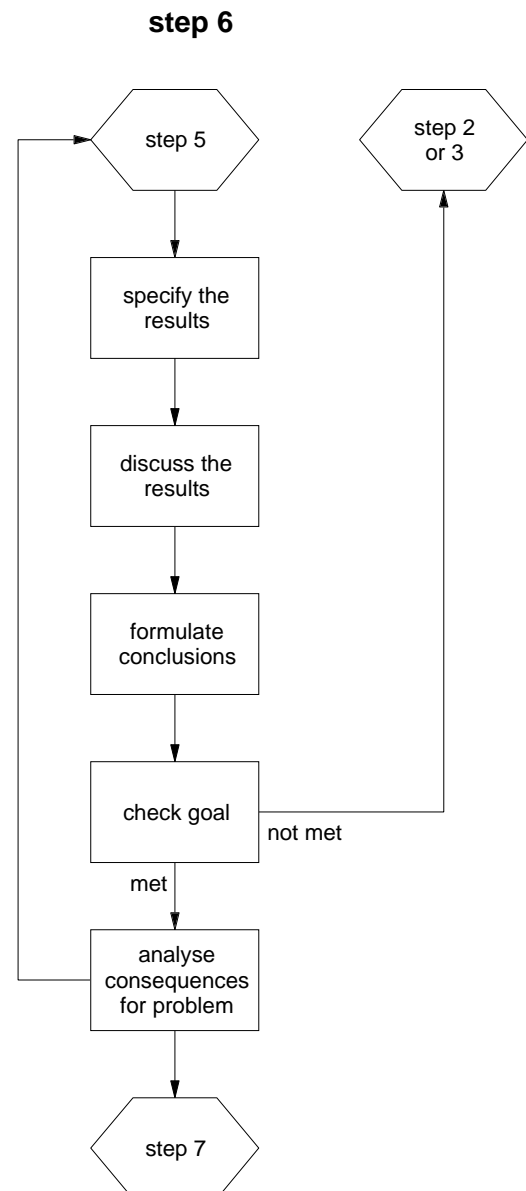 step 6
step 5
step 2
or 3
specify the
results
discuss the
results
formulate
conclusions
check goal
not met
met
analyse
consequences
for problem
step 7